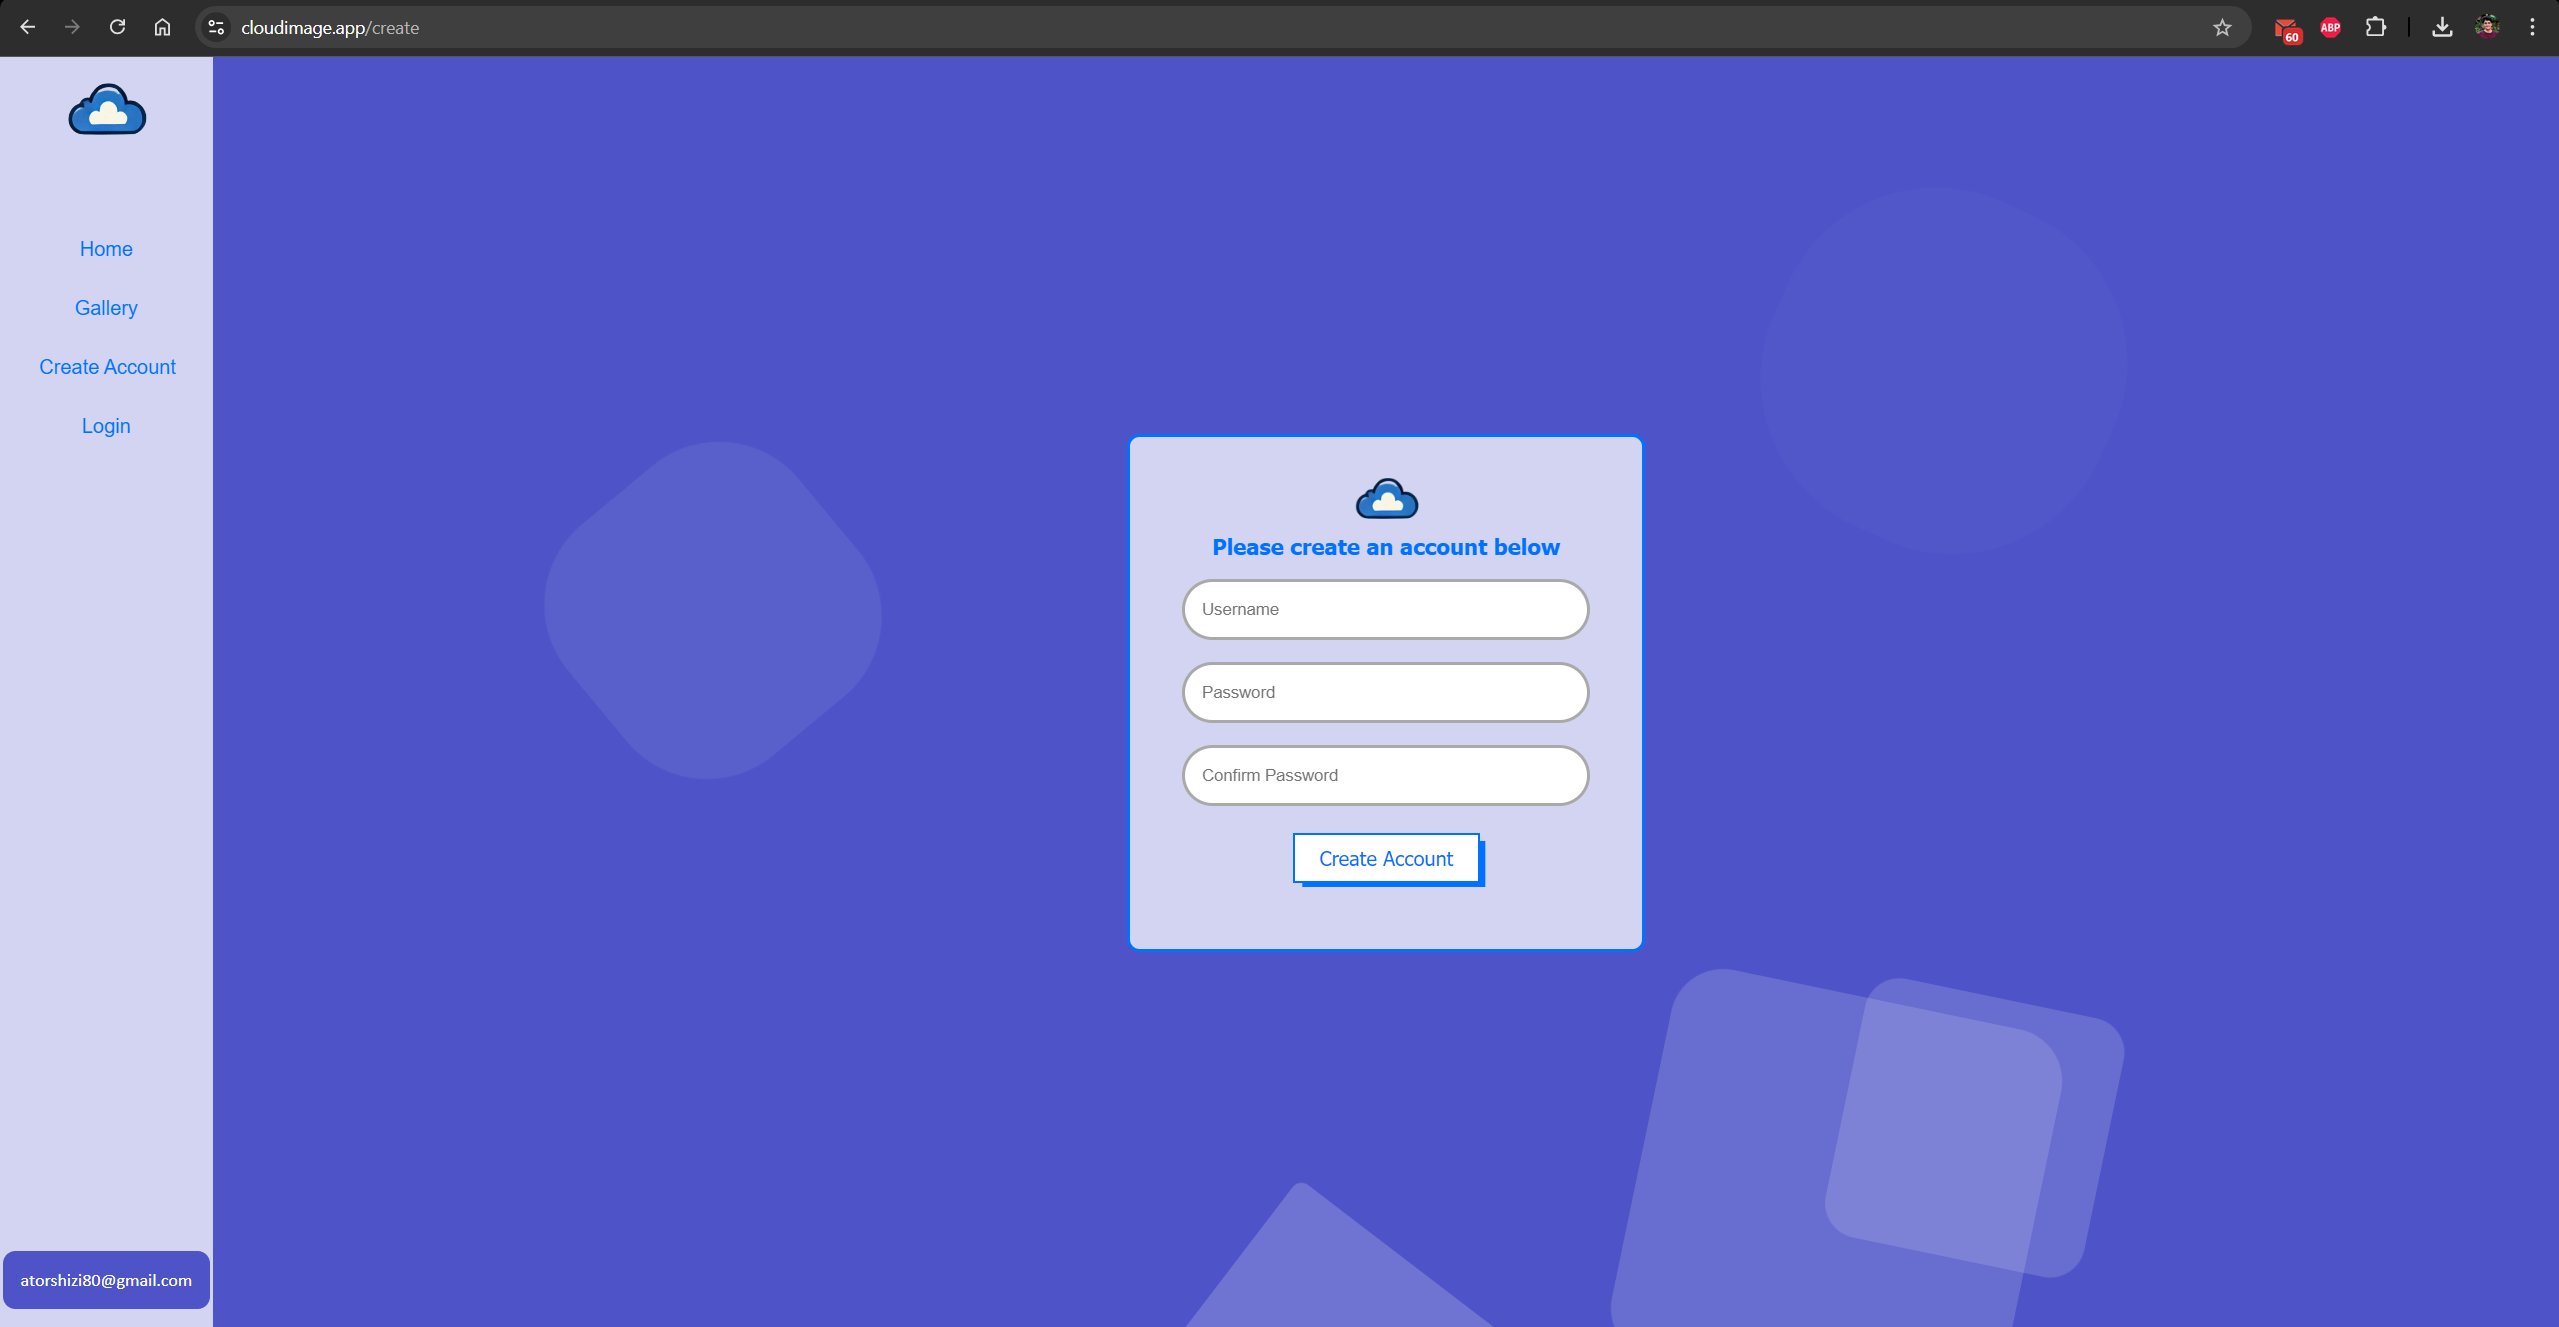 cloudimage.app/create
60
ABP
Home
Gallery
Create Account
Login
Please create an account below
Username
Password
Confirm Password
Create Account
atorshizi80@gmail.com